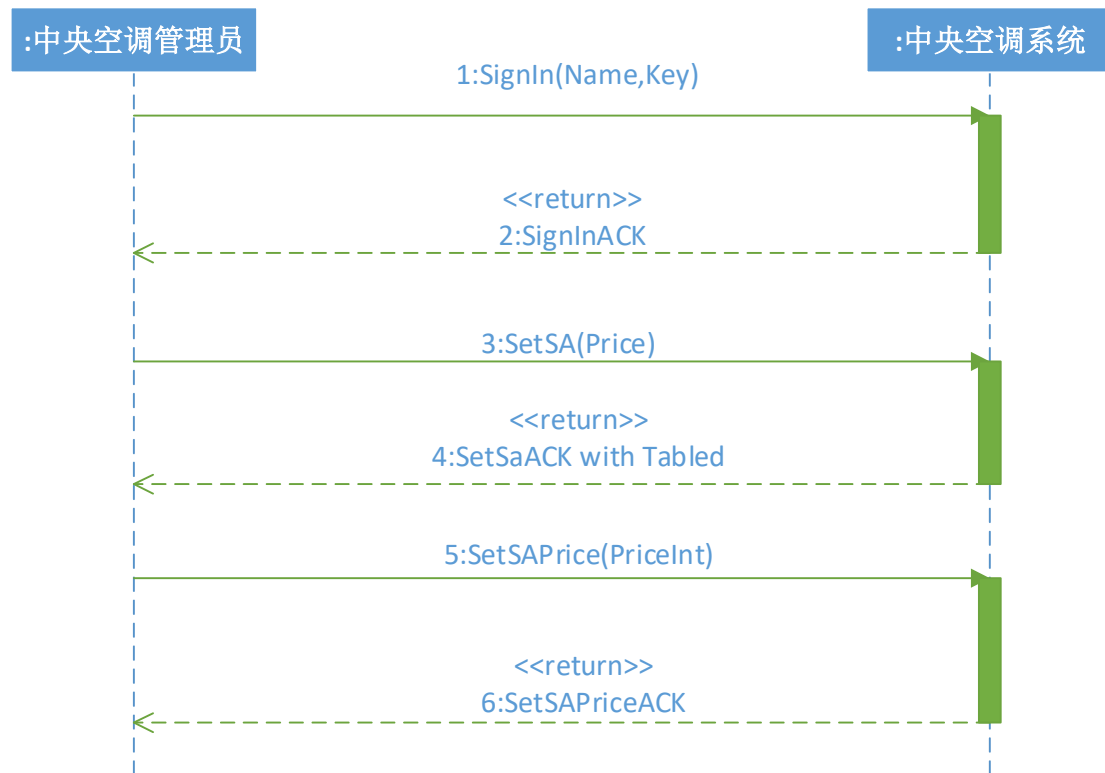 :中央空调管理员
:中央空调系统
1:SignIn(Name,Key)
<<return>>
2:SignInACK
3:SetSA(Price)
<<return>>
4:SetSaACK with Tabled
5:SetSAPrice(PriceInt)
<<return>>
6:SetSAPriceACK